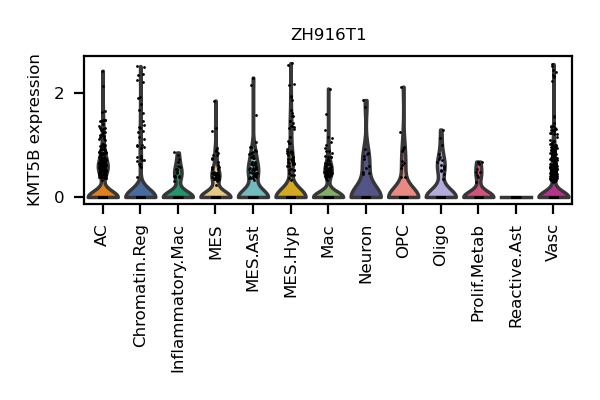 ZH916T1
KMT5B expression
2
0
AC
Chromatin.Reg
Inflammatory.Mac
MES
MES.Ast
MES.Hyp
Mac
Neuron
OPC
Oligo
Prolif.Metab
Reactive.Ast
Vasc